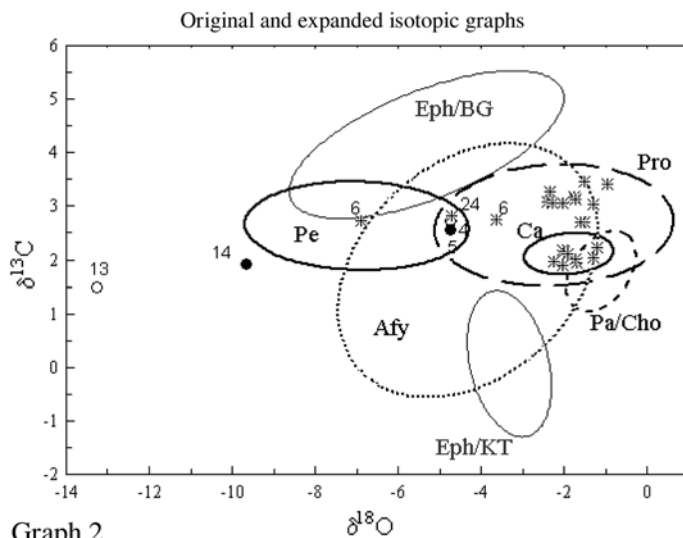 Original and expanded isotopic graphs
6
5
4
3
2
1
0
-1
-2
δ¹³C
Eph/BG
Pro
6
24
6
4
5
Pe
Ca
14
13
Afy
Pa/Cho
Eph/KT
-14 -12 -10 -8 -6 -4 -2 0
Graph 2
δ¹⁸O